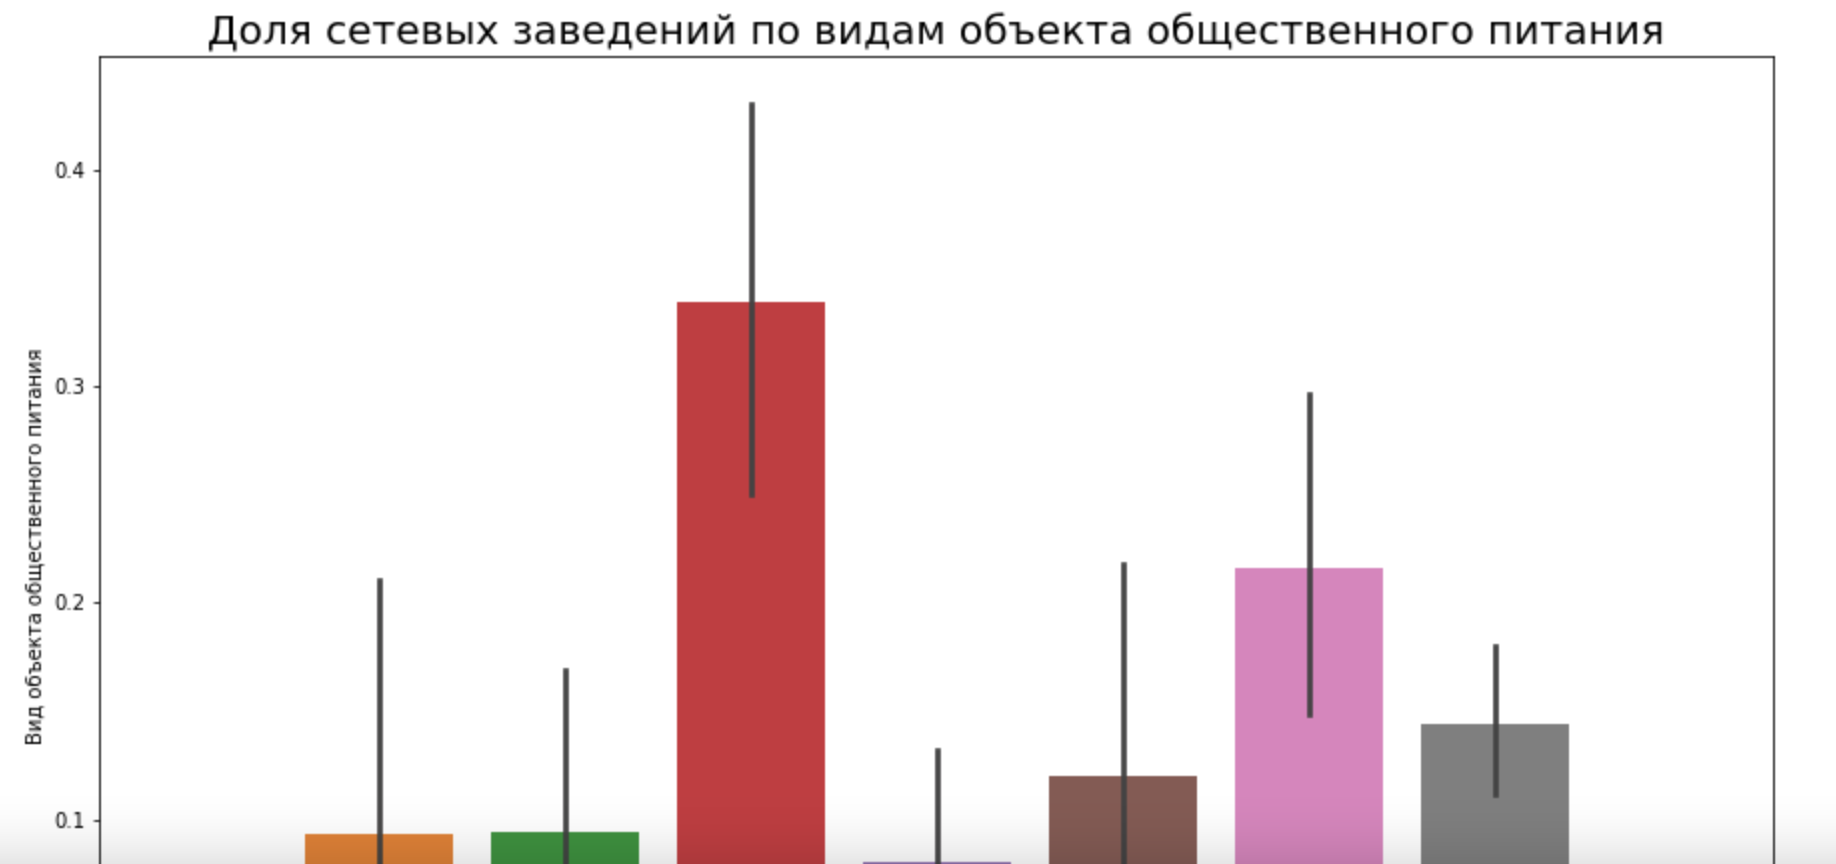 Доля сетевых заведений по видам объекта общественного питания
0.4
0.3
0.2
0.1
Вид объекта общественного питания